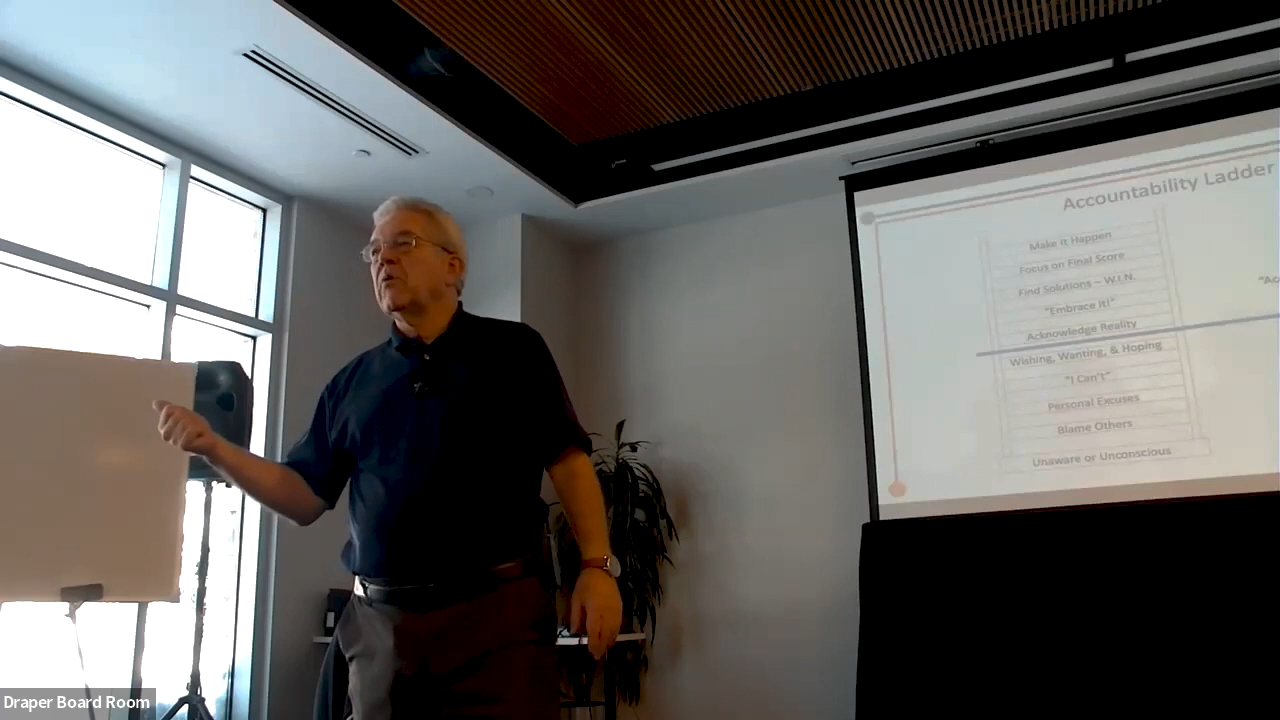 Accountability Ladder
Make it Happen
Focus on Final Score
Find Solutions – W.I.N.
"Embrace It!"
Acknowledge Reality
Wishing, Wanting, & Hoping
"I Can't"
Personal Excuses
Blame Others
Unaware or Unconscious
Draper Board Room